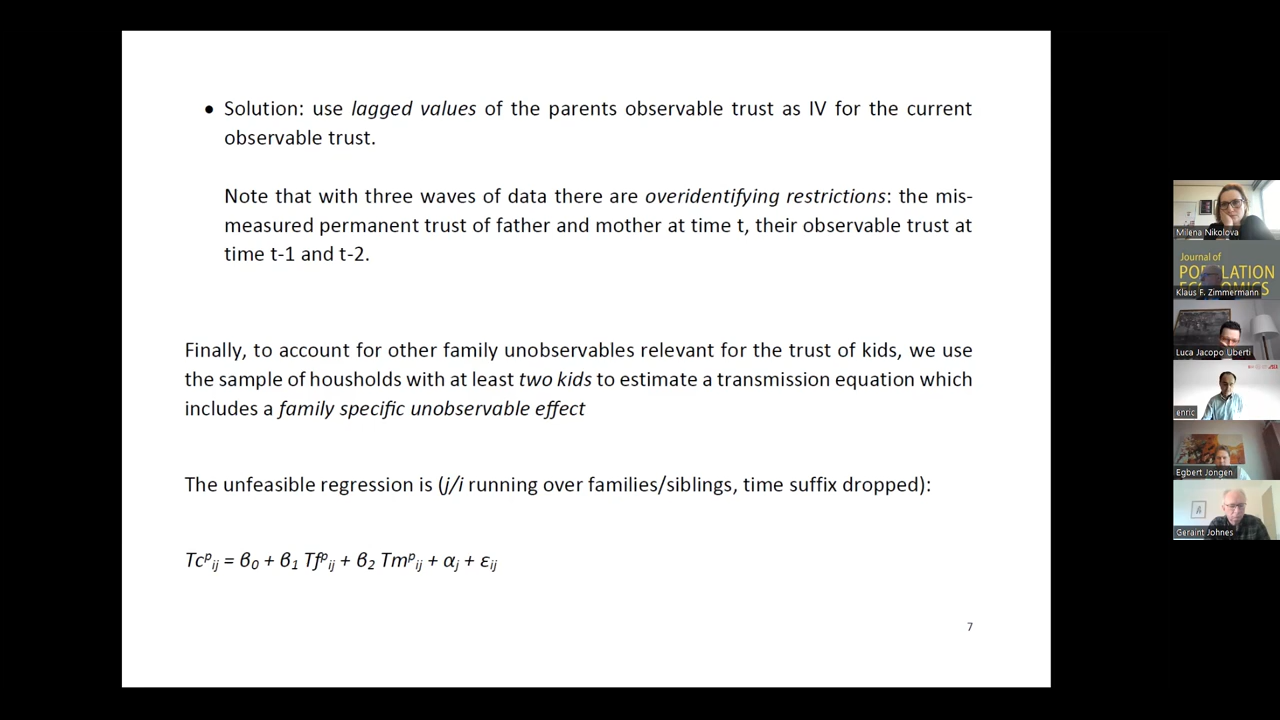 • Solution: use lagged values of the parents observable trust as IV for the current
observable trust.
Note that with three waves of data there are overidentifying restrictions: the mis-
measured permanent trust of father and mother at time t, their observable trust at
time t-1 and t-2.
Finally, to account for other family unobservables relevant for the trust of kids, we use
the sample of housholds with at least two kids to estimate a transmission equation which
includes a family specific unobservable effect
The unfeasible regression is (j/i running over families/siblings, time suffix dropped):
Tcᵖij = β0 + β1 Tfᵖij + β2 Tmᵖij + αj + εij
7
Milena Nikolova
Journal of
POPULATION
Klaus F. Zimmermann
Luca Jacopo Uberti
enric
Egbert Jongen
Geraint Johnes